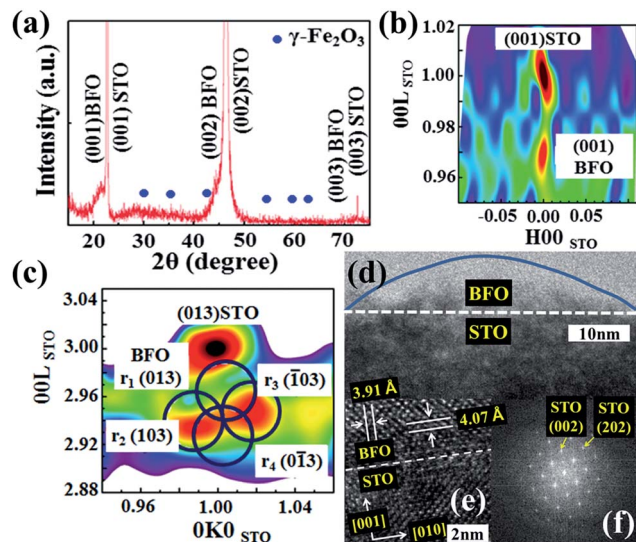 (a)
γ-Fe₂O₃
(001)BFO
(001) STO
(002) BFO
(002)STO
(003) BFO
(003) STO
Intensity (a.u.)
20 30 40 50 60 70
2θ (degree)
(b)
(001)STO
(001)
BFO
00L STO
1.00
0.98
0.96
-0.05 0.00 0.05
H00 STO
(c)
(013)STO
BFO
r₁ (013)
r₂ (103)
r₃ (1̄03)
r₄ (01̄3)
00L STO
3.04
3.00
2.96
2.92
2.88
0.96 1.00 1.04
0K0 STO
(d)
BFO
STO
10nm
3.91 Å
4.07 Å
BFO
STO
[001]
[010]
(e)
2nm
STO
(002)
STO
(202)
(f)